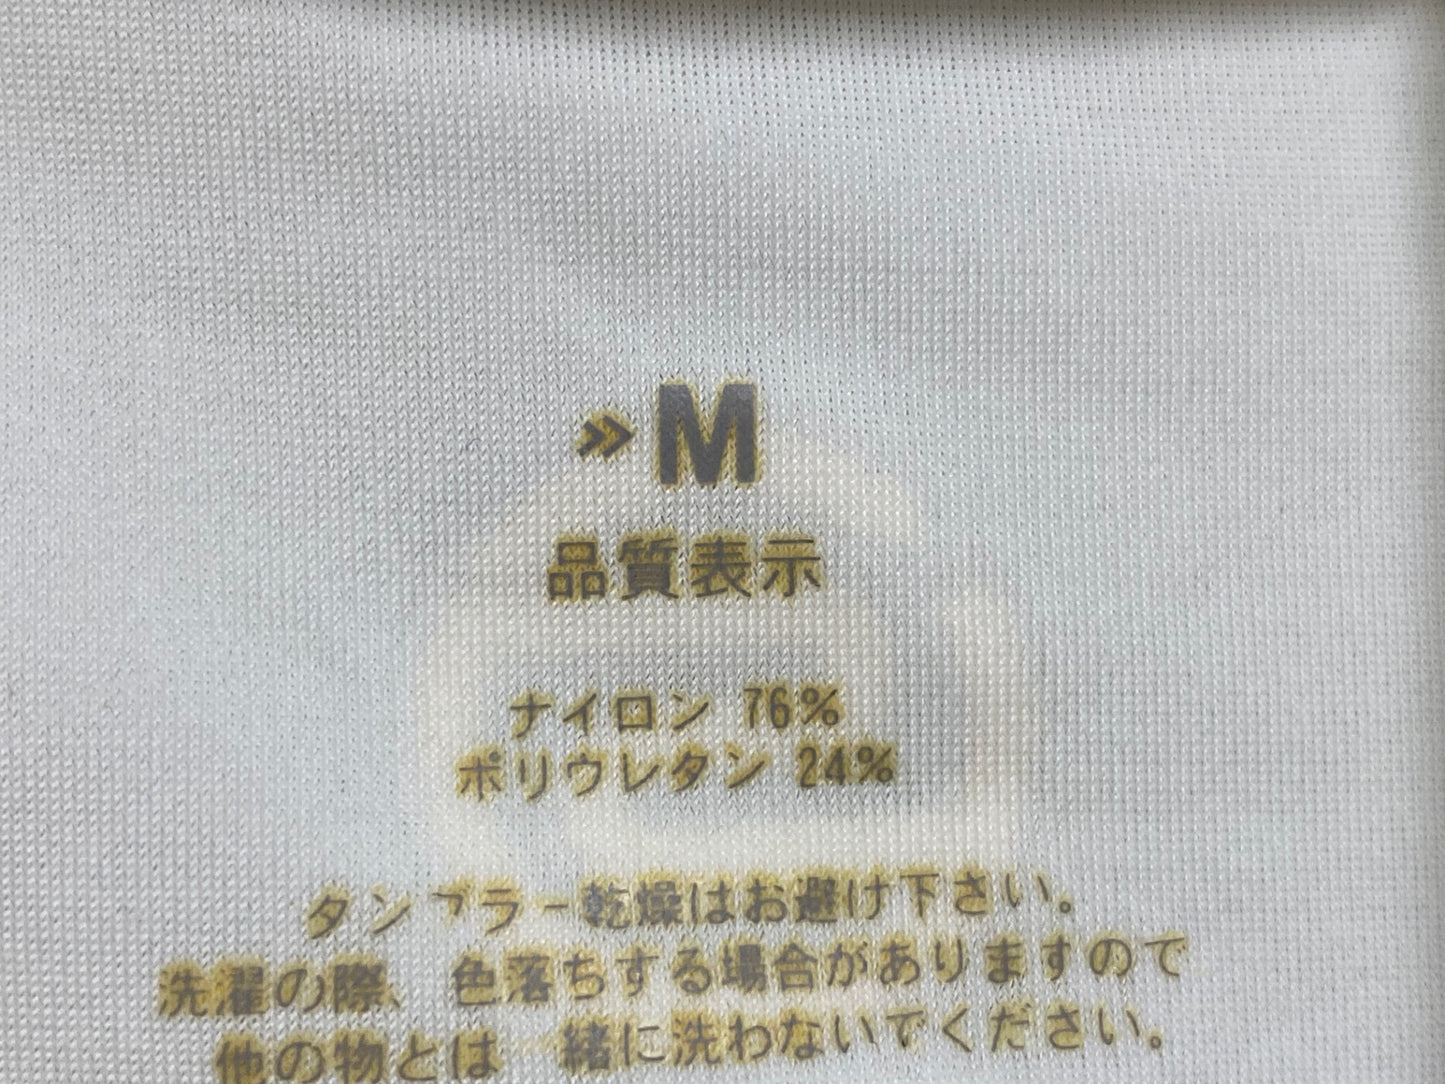 »M
品質表示
ナイロン 76%
ポリウレタン 24%
タンブラー乾燥はお避け下さい。
洗濯の際、色落ちする場合がありますので
他の物とは一緒に洗わないでください。